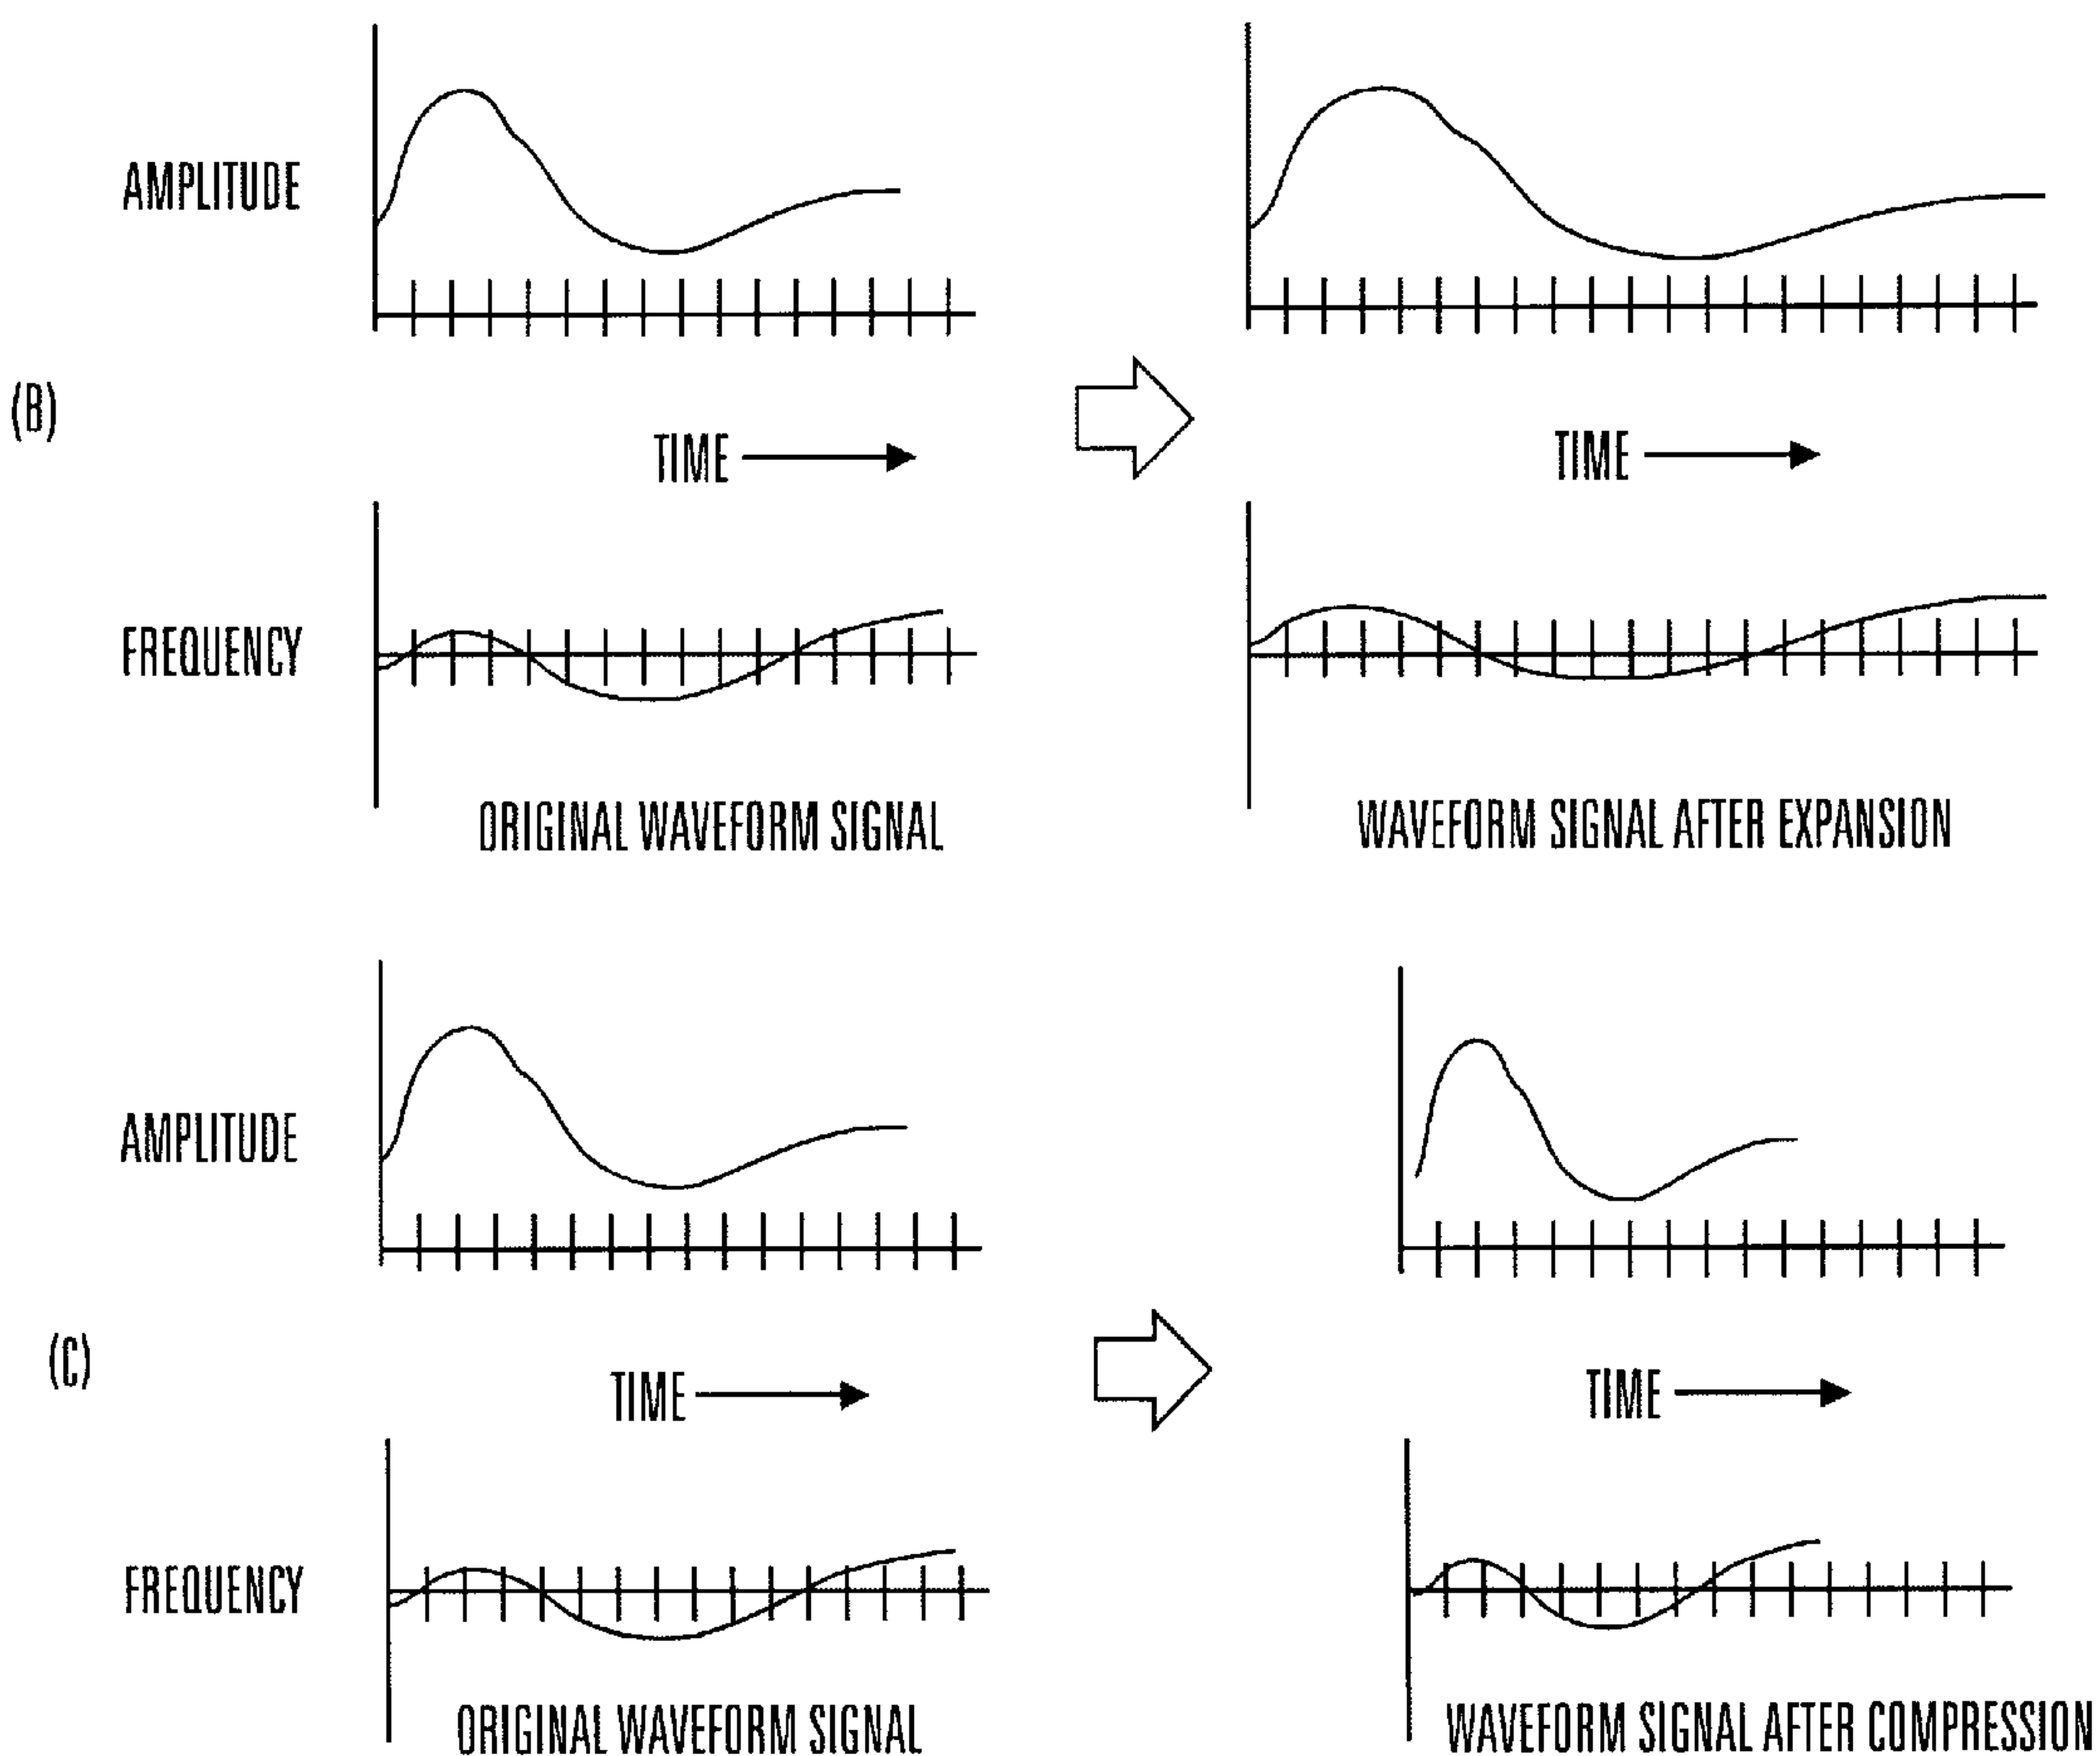 AMPLITUDE
(B)
TIME
TIME
FREQUENCY
ORIGINAL WAVEFORM SIGNAL
WAVEFORM SIGNAL AFTER EXPANSION
AMPLITUDE
(C)
TIME
TIME
FREQUENCY
ORIGINAL WAVEFORM SIGNAL
WAVEFORM SIGNAL AFTER COMPRESSION